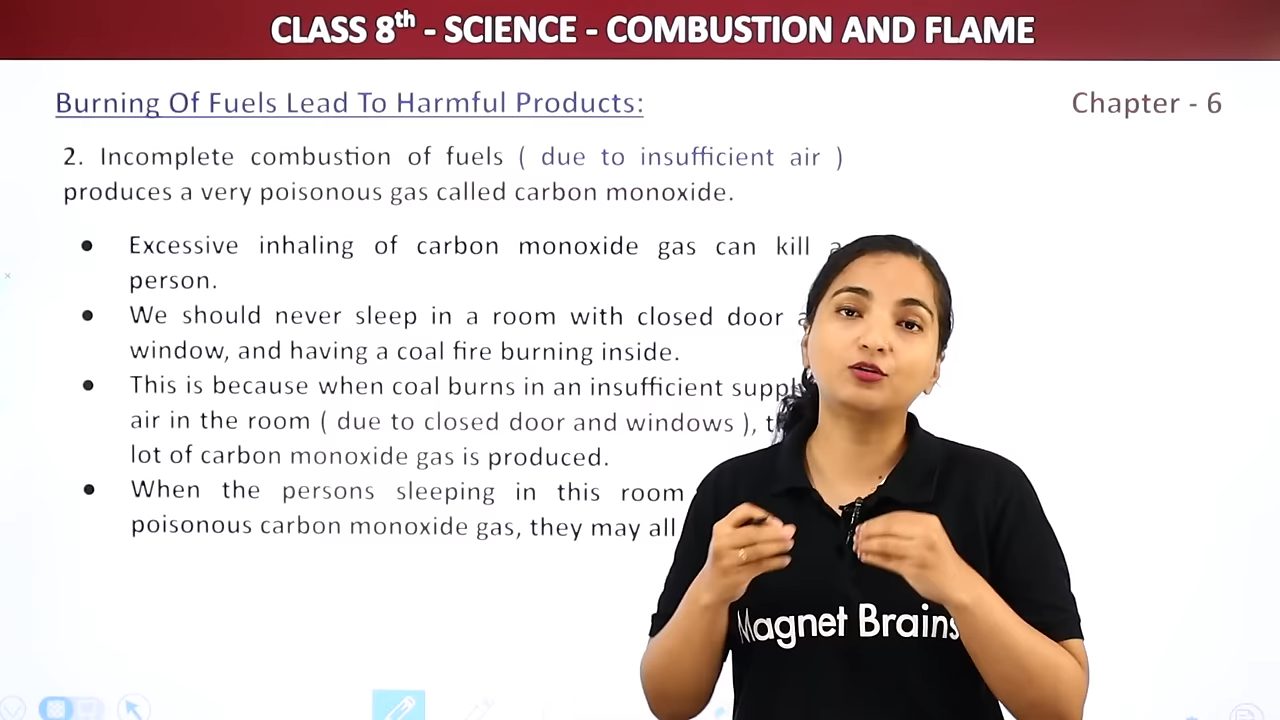 CLASS 8th - SCIENCE - COMBUSTION AND FLAME
Burning Of Fuels Lead To Harmful Products:
Chapter - 6
2. Incomplete combustion of fuels ( due to insufficient air )
produces a very poisonous gas called carbon monoxide.
● Excessive inhaling of carbon monoxide gas can kill a
person.
● We should never sleep in a room with closed door
window, and having a coal fire burning inside.
● This is because when coal burns in an insufficient
air in the room ( due to closed door and windows ),
lot of carbon monoxide gas is produced.
● When the persons sleeping in this room
poisonous carbon monoxide gas, they may all
Magnet Brains